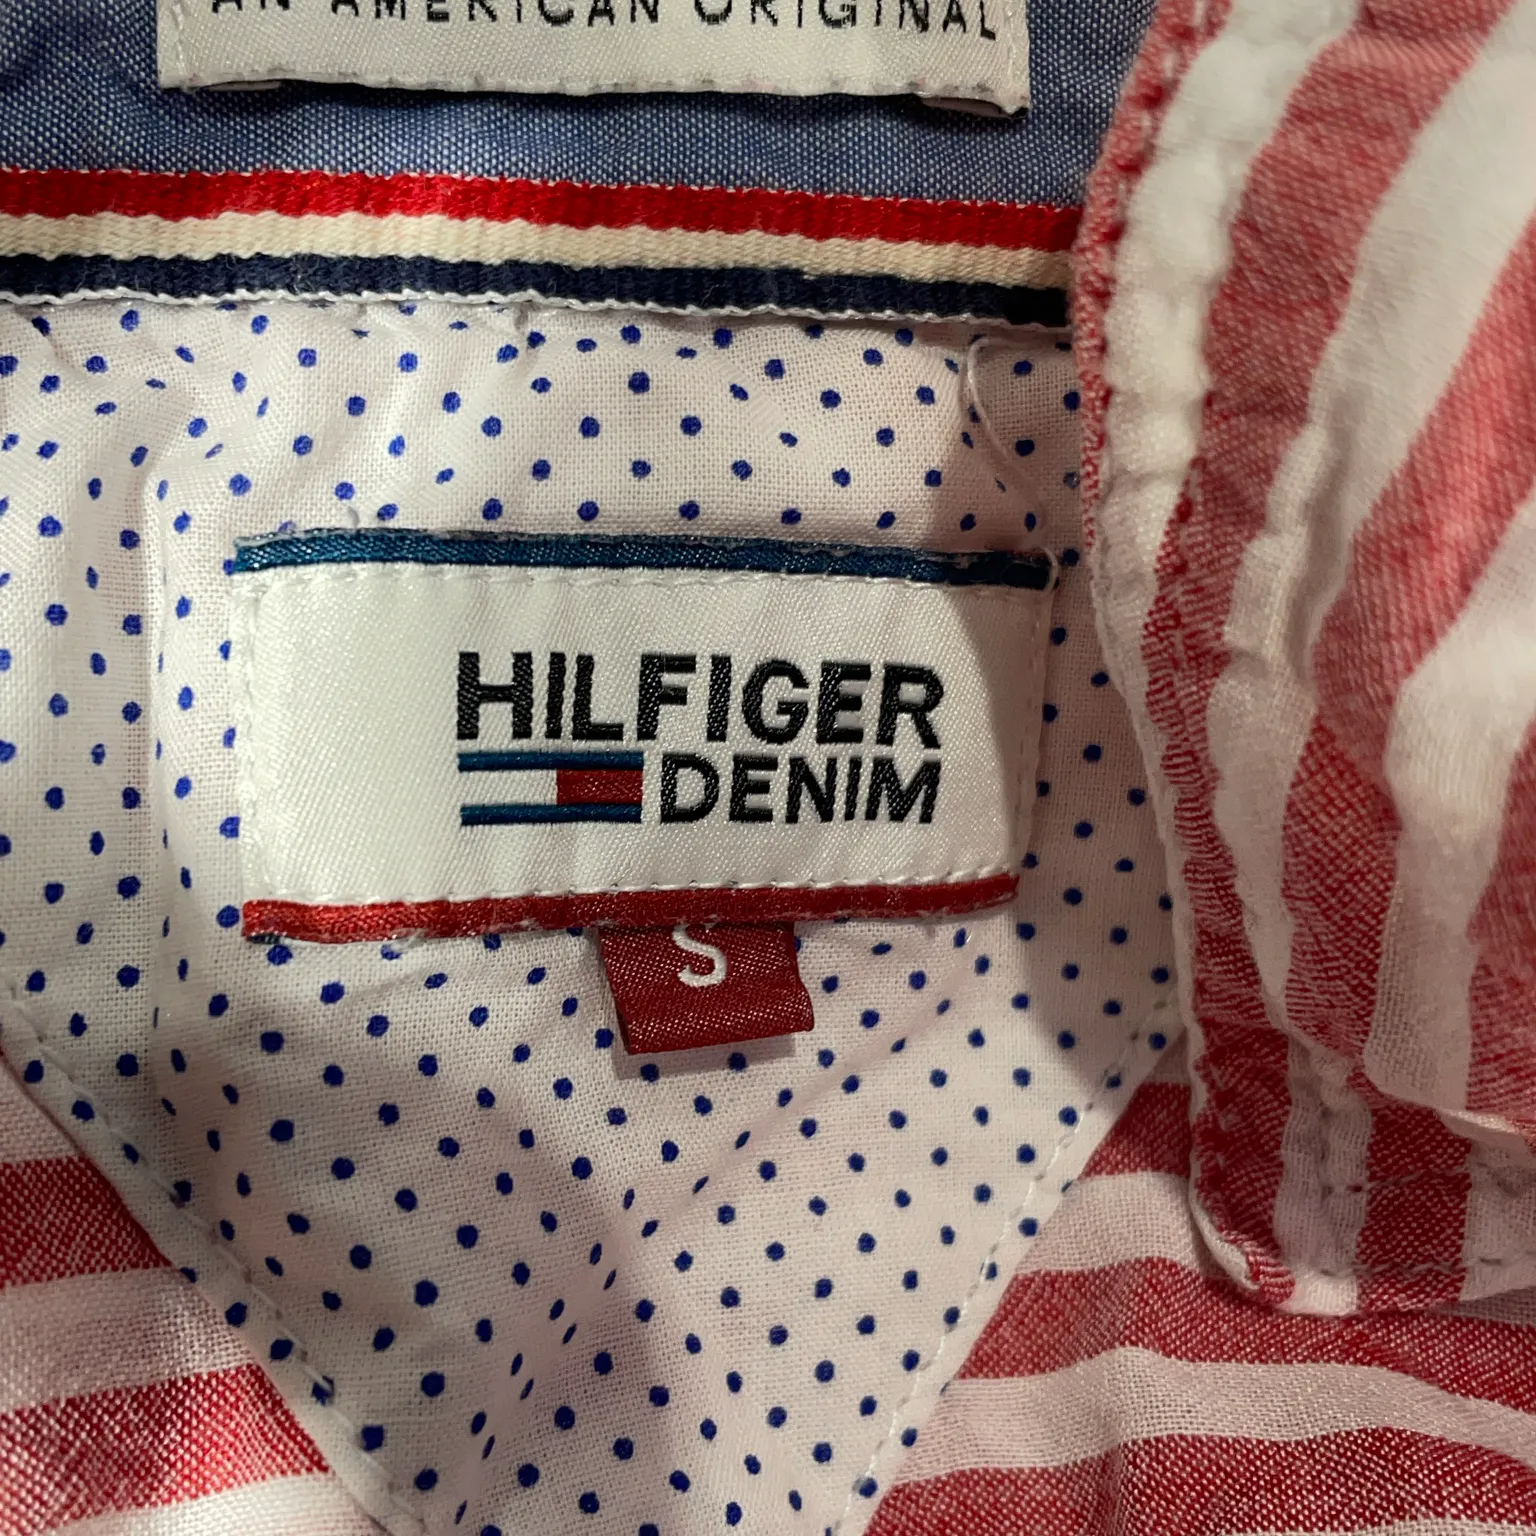 AN AMERICAN ORIGINAL
HILFIGER
DENIM
S